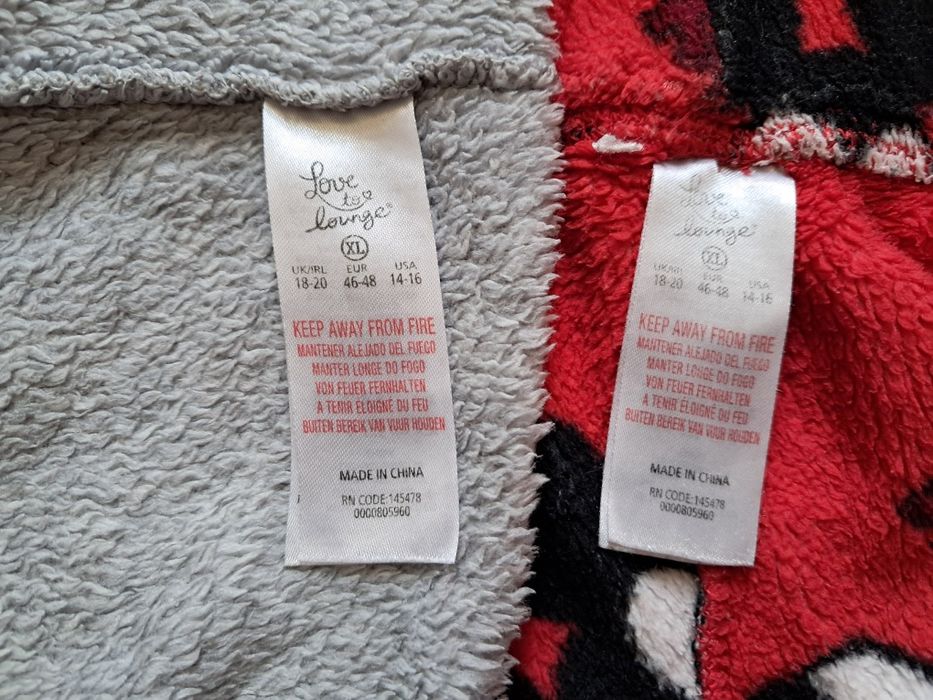 Love
to
lounge®
XL
UK/IRL EUR USA
18-20 46-48 14-16
KEEP AWAY FROM FIRE
MANTENER ALEJADO DEL FUEGO
MANTER LONGE DO FOGO
VON FEUER FERNHALTEN
A TENIR ÉLOIGNÉ DU FEU
BUITEN BEREIK VAN VUUR HOUDEN
MADE IN CHINA
RN CODE:145478
0000805960
Love
to
lounge®
XL
UK/IRL EUR USA
18-20 46-48 14-16
KEEP AWAY FROM FIRE
MANTENER ALEJADO DEL FUEGO
MANTER LONGE DO FOGO
VON FEUER FERNHALTEN
A TENIR ÉLOIGNÉ DU FEU
BUITEN BEREIK VAN VUUR HOUDEN
MADE IN CHINA
RN CODE:145478
0000805960